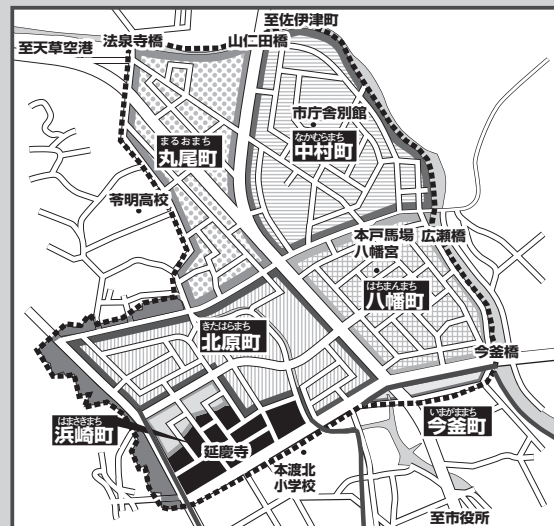 至佐伊津町
法泉寺橋
山仁田橋
至天草空港
市庁舎別館
なかむらまち
中村町
まるおまち
丸尾町
苓明高校
本戸馬場
八幡宮
広瀬橋
はちまんまち
八幡町
きたはらまち
北原町
今釜橋
はまさきまち
浜崎町
いまがままち
今釜町
延慶寺
本渡北
小学校
至市役所